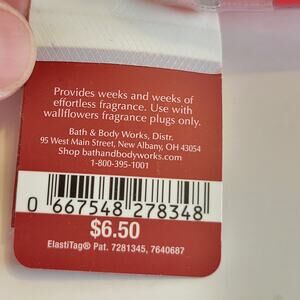 Provides weeks and weeks of
effortless fragrance. Use with
wallflowers fragrance plugs only.
Bath & Body Works, Distr.
95 West Main Street, New Albany, OH 43054
Shop bathandbodyworks.com
1-800-395-1001
0 667548 278348
$6.50
ElastiTag® Pat. 7281345, 7640687